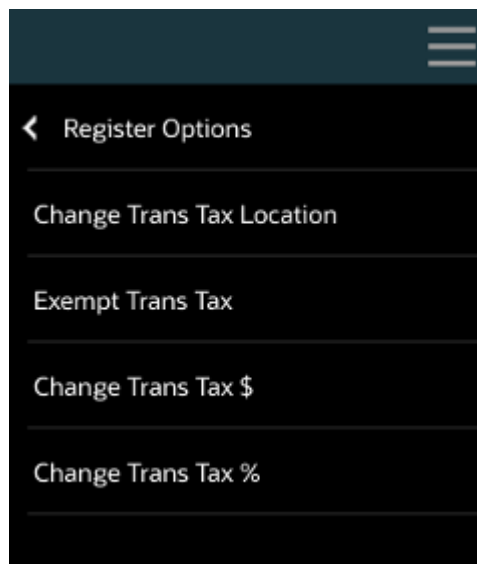 Register Options
Change Trans Tax Location
Exempt Trans Tax
Change Trans Tax $
Change Trans Tax %